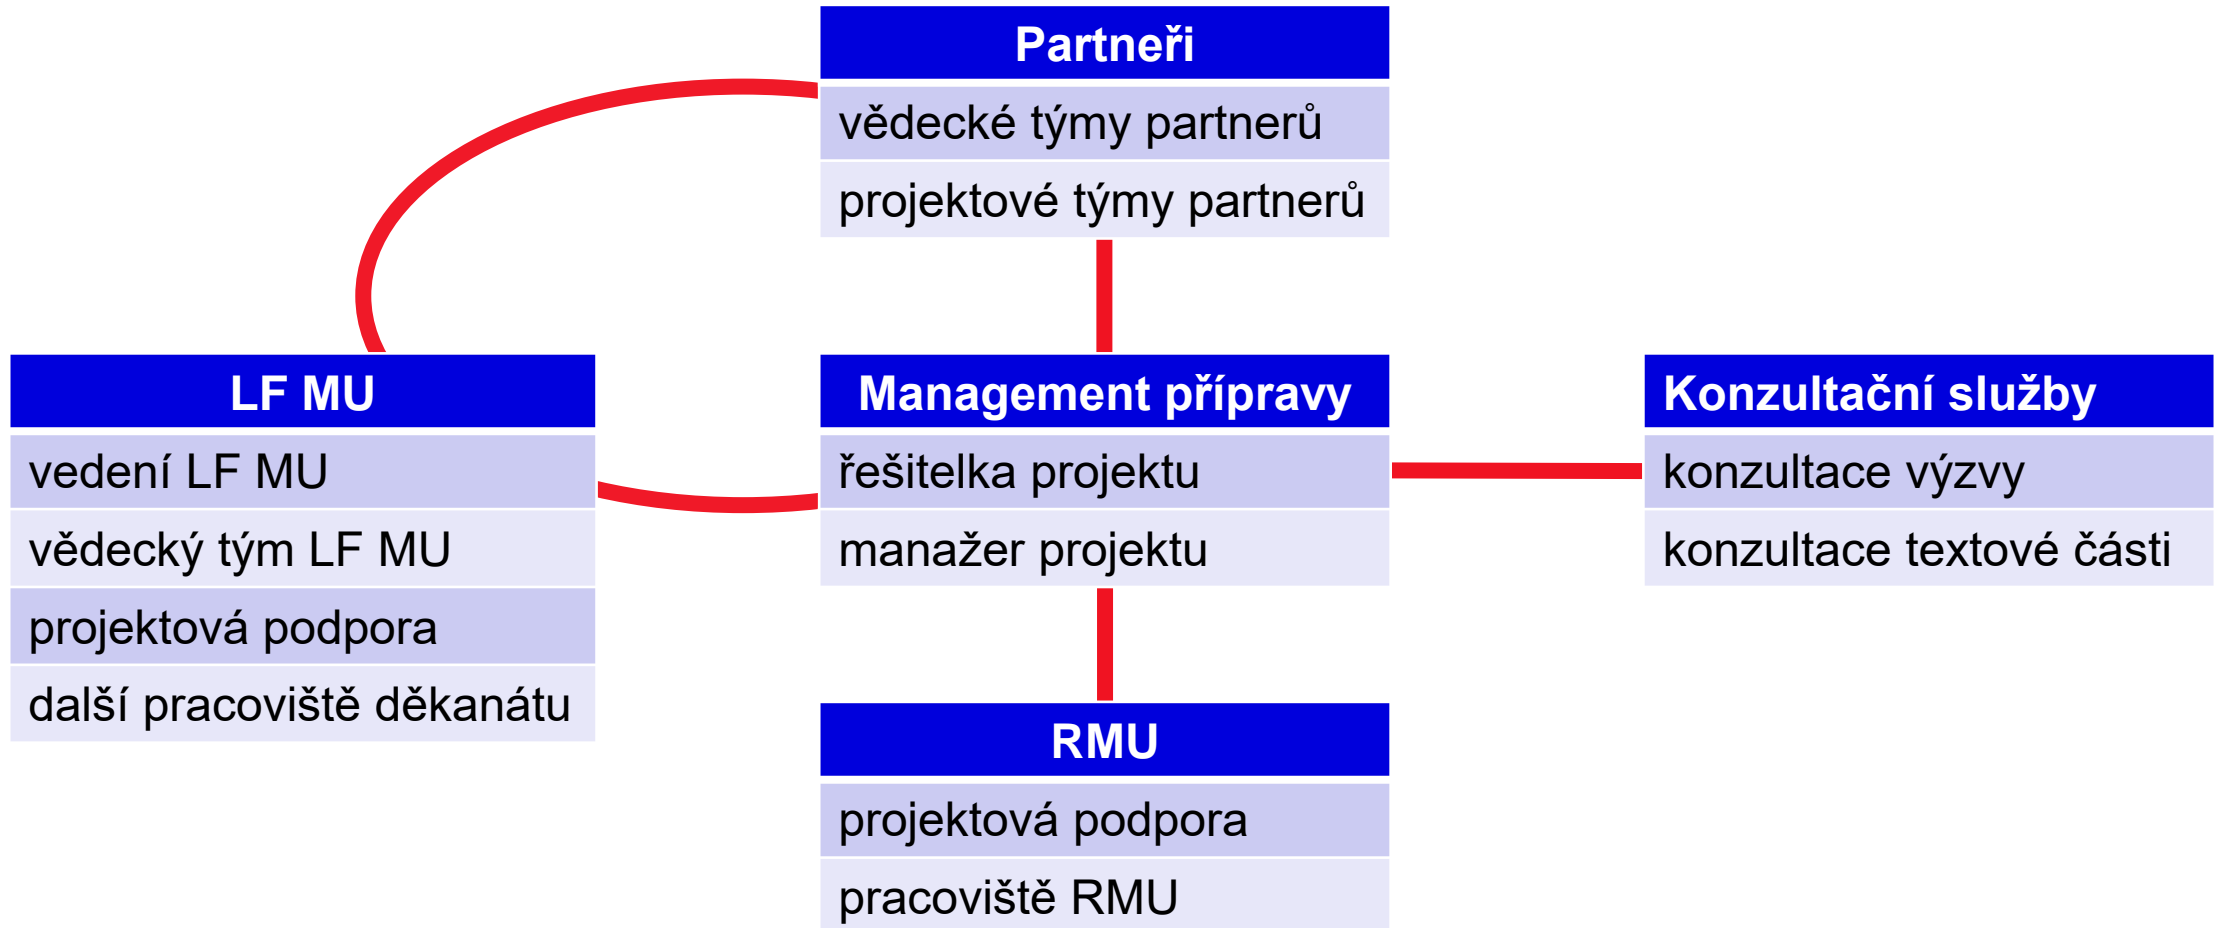 Partneři
vědecké týmy partnerů
projektové týmy partnerů
LF MU
vedení LF MU
vědecký tým LF MU
projektová podpora
další pracoviště děkanátu
Management přípravy
řešitelka projektu
manažer projektu
Konzultační služby
konzultace výzvy
konzultace textové části
RMU
projektová podpora
pracoviště RMU